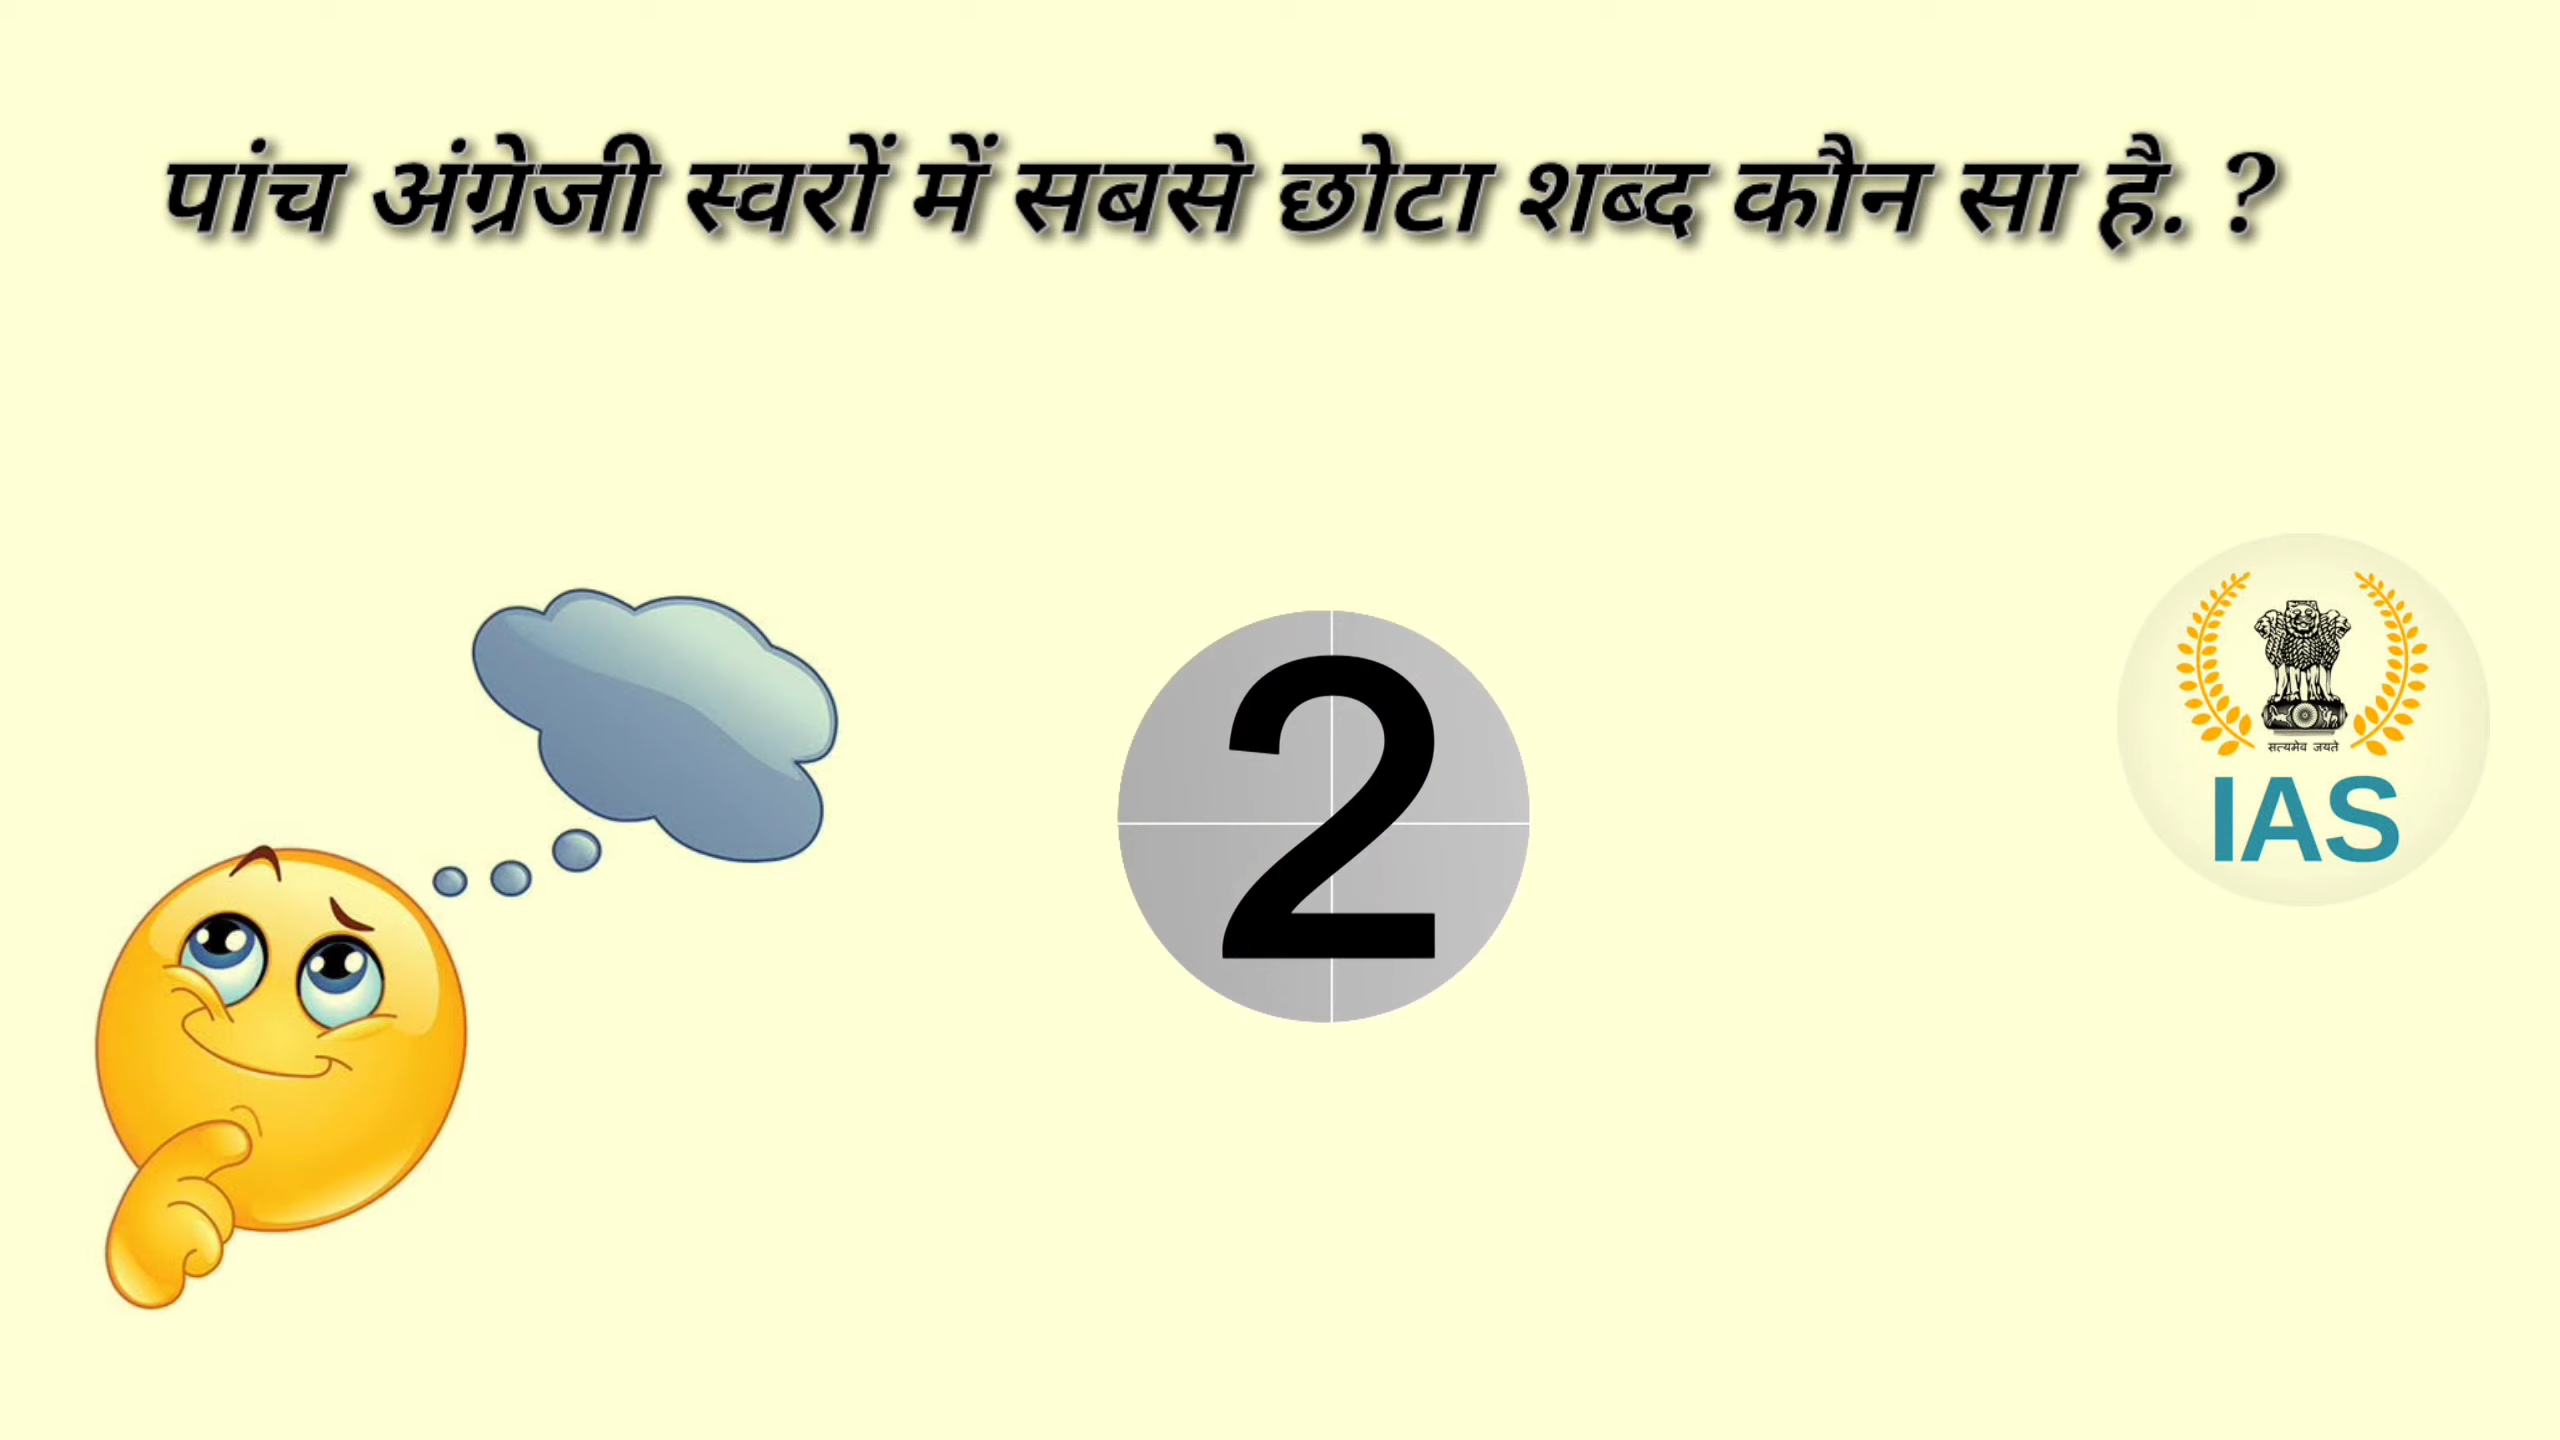 पांच अंग्रेजी स्वरों में सबसे छोटा शब्द कौन सा है. ?
2
सत्यमेव जयते
IAS